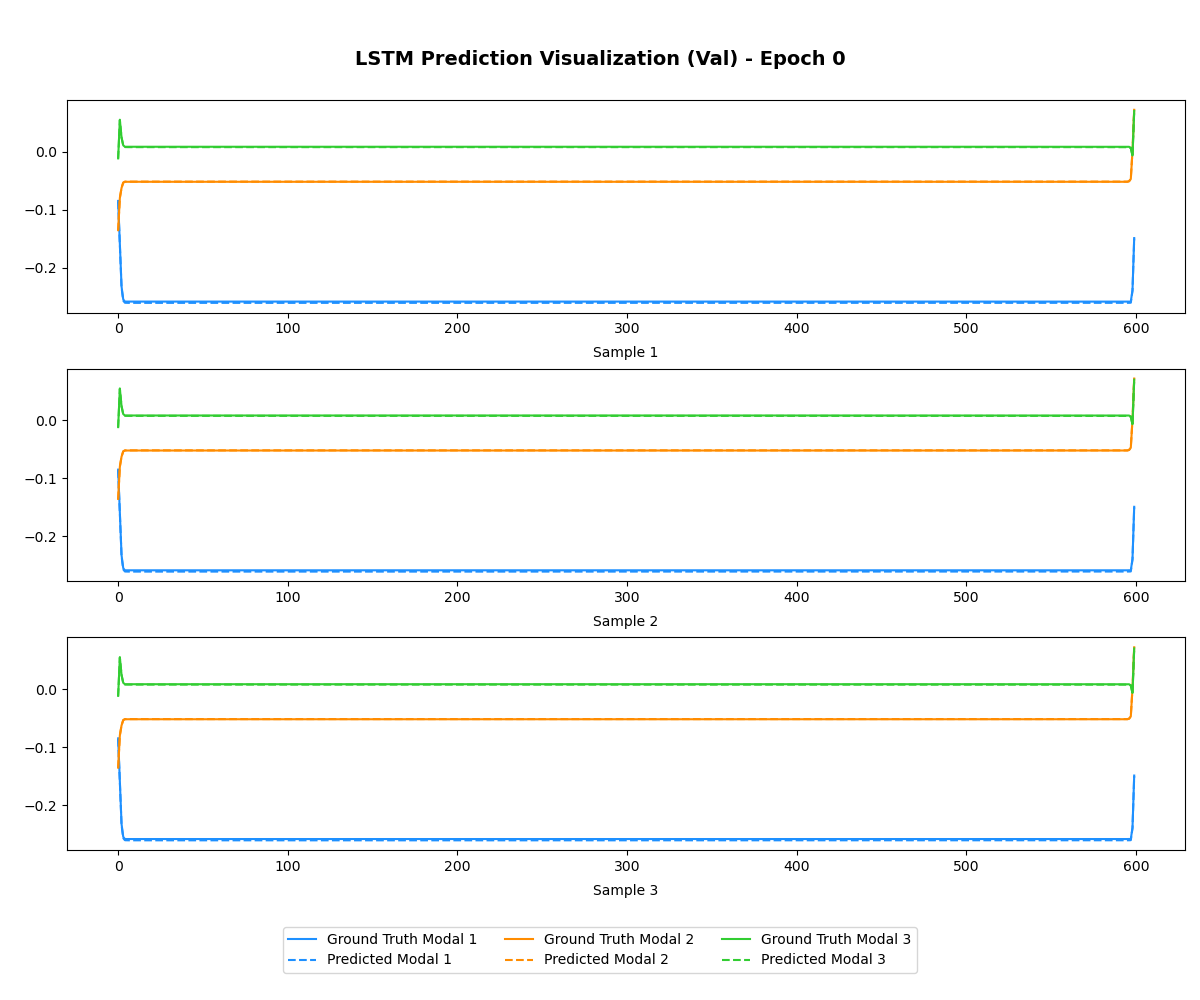 LSTM Prediction Visualization (Val) - Epoch 0
0.0
−0.1
−0.2
0 100 200 300 400 500 600
Sample 1
0.0
−0.1
−0.2
0 100 200 300 400 500 600
Sample 2
0.0
−0.1
−0.2
0 100 200 300 400 500 600
Sample 3
Ground Truth Modal 1 Ground Truth Modal 2 Ground Truth Modal 3
Predicted Modal 1 Predicted Modal 2 Predicted Modal 3